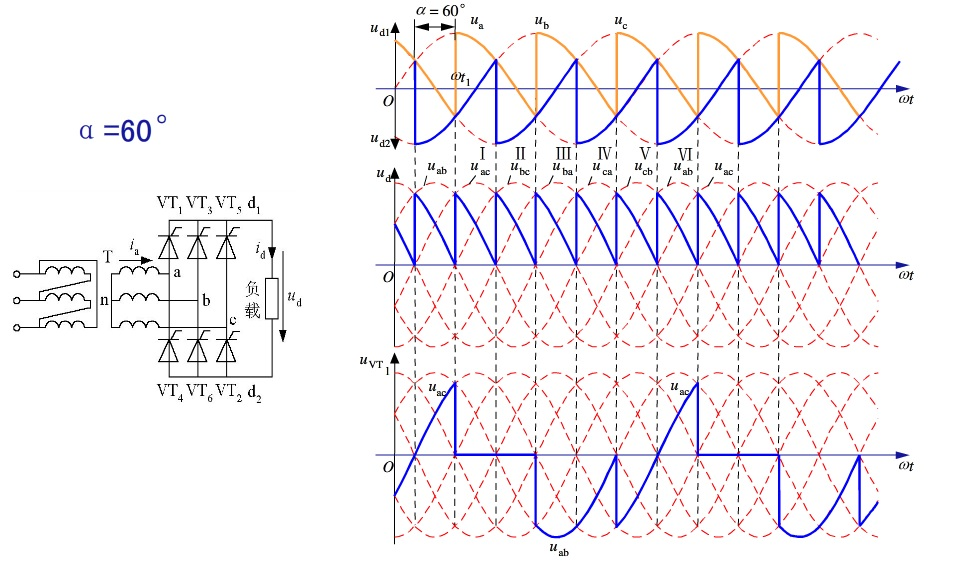 α =60°
α = 60°
u_d1
u_a
u_b
u_c
ωt_1
O
ωt
u_d2
Ⅰ Ⅱ Ⅲ Ⅳ Ⅴ Ⅵ
u_d
u_ab u_ac u_bc u_ba u_ca u_cb u_ab u_ac
O
ωt
u_VT1
u_ac
u_ac
O
ωt
u_ab
VT_1 VT_3 VT_5 d_1
T
i_a
i_d
a
n
b
负载
u_d
c
VT_4 VT_6 VT_2 d_2